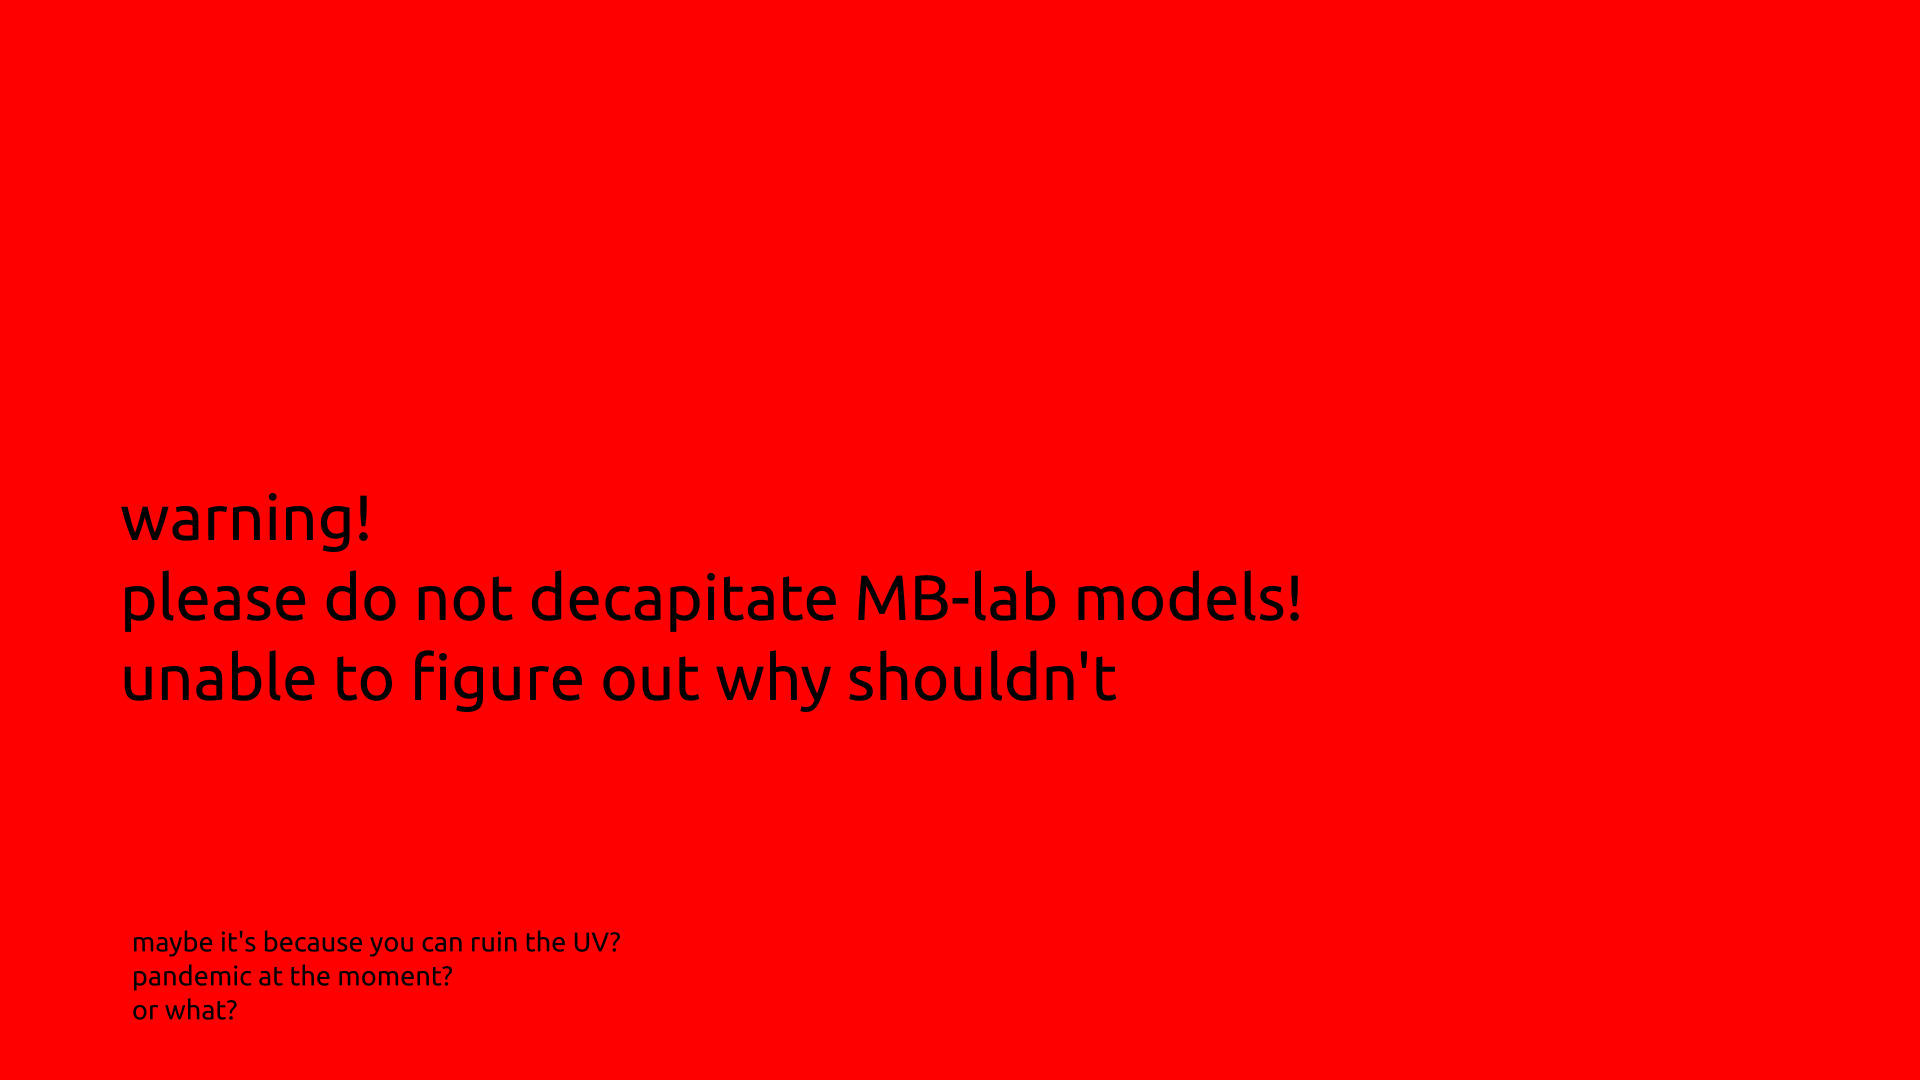 warning!
please do not decapitate MB-lab models!
unable to figure out why shouldn't
maybe it's because you can ruin the UV?
pandemic at the moment?
or what?